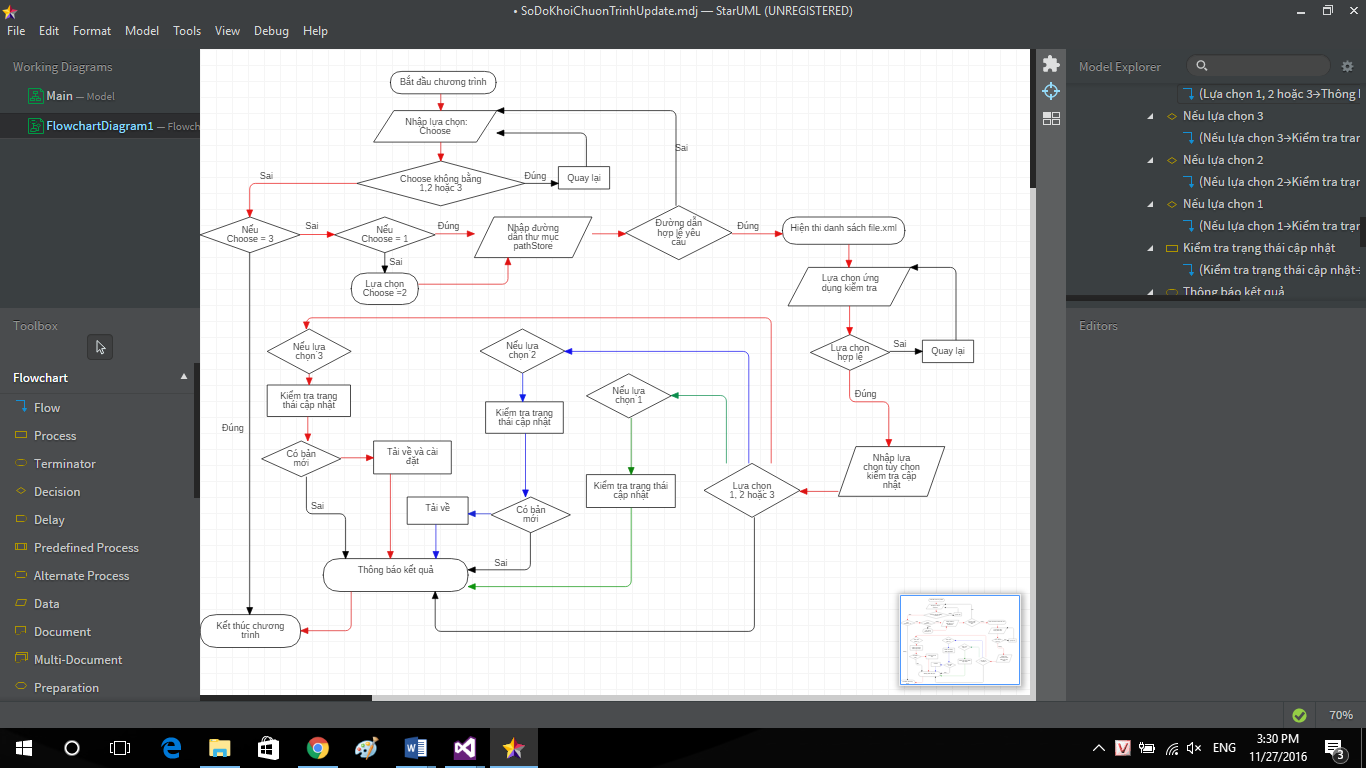 • SoDoKhoiChuonTrinhUpdate.mdj — StarUML (UNREGISTERED)
File Edit Format Model Tools View Debug Help
Working Diagrams
Main — Model
FlowchartDiagram1 — Flowch
Toolbox
Flowchart
Flow
Process
Terminator
Decision
Delay
Predefined Process
Alternate Process
Data
Document
Multi-Document
Preparation
Bắt đầu chương trình
Nhập lựa chọn:
Choose
Sai
Choose không bằng
1,2 hoặc 3
Đúng
Quay lại
Sai
Nếu
Choose = 3
Sai
Nếu
Choose = 1
Đúng
Nhập đường
dẫn thư mục
pathStore
Đường dẫn
hợp lệ yêu
cầu
Đúng
Hiện thi danh sách file.xml
Sai
Lựa chọn
Choose =2
Lựa chọn ứng
dụng kiểm tra
Lựa chọn
hợp lệ
Sai
Quay lại
Đúng
Nếu lựa
chọn 3
Nếu lựa
chọn 2
Nếu lựa
chọn 1
Kiểm tra trạng
thái cập nhật
Kiểm tra trạng
thái cập nhật
Đúng
Có bản
mới
Tải về và cài
đặt
Nhập lựa
chọn tùy chọn
kiểm tra cập
nhật
Kiểm tra trạng thái
cập nhật
Lựa chọn
1, 2 hoặc 3
Sai
Tải về
Có bản
mới
Sai
Thông báo kết quả
Kết thúc chương
trình
Model Explorer
(Lựa chọn 1, 2 hoặc 3→Thông
Nếu lựa chọn 3
(Nếu lựa chọn 3→Kiểm tra trạn
Nếu lựa chọn 2
(Nếu lựa chọn 2→Kiểm tra trạn
Nếu lựa chọn 1
(Nếu lựa chọn 1→Kiểm tra trạn
Kiểm tra trạng thái cập nhật
(Kiểm tra trạng thái cập nhật-
Thông báo kết quả
Editors
70%
ENG
3:30 PM
11/27/2016
3